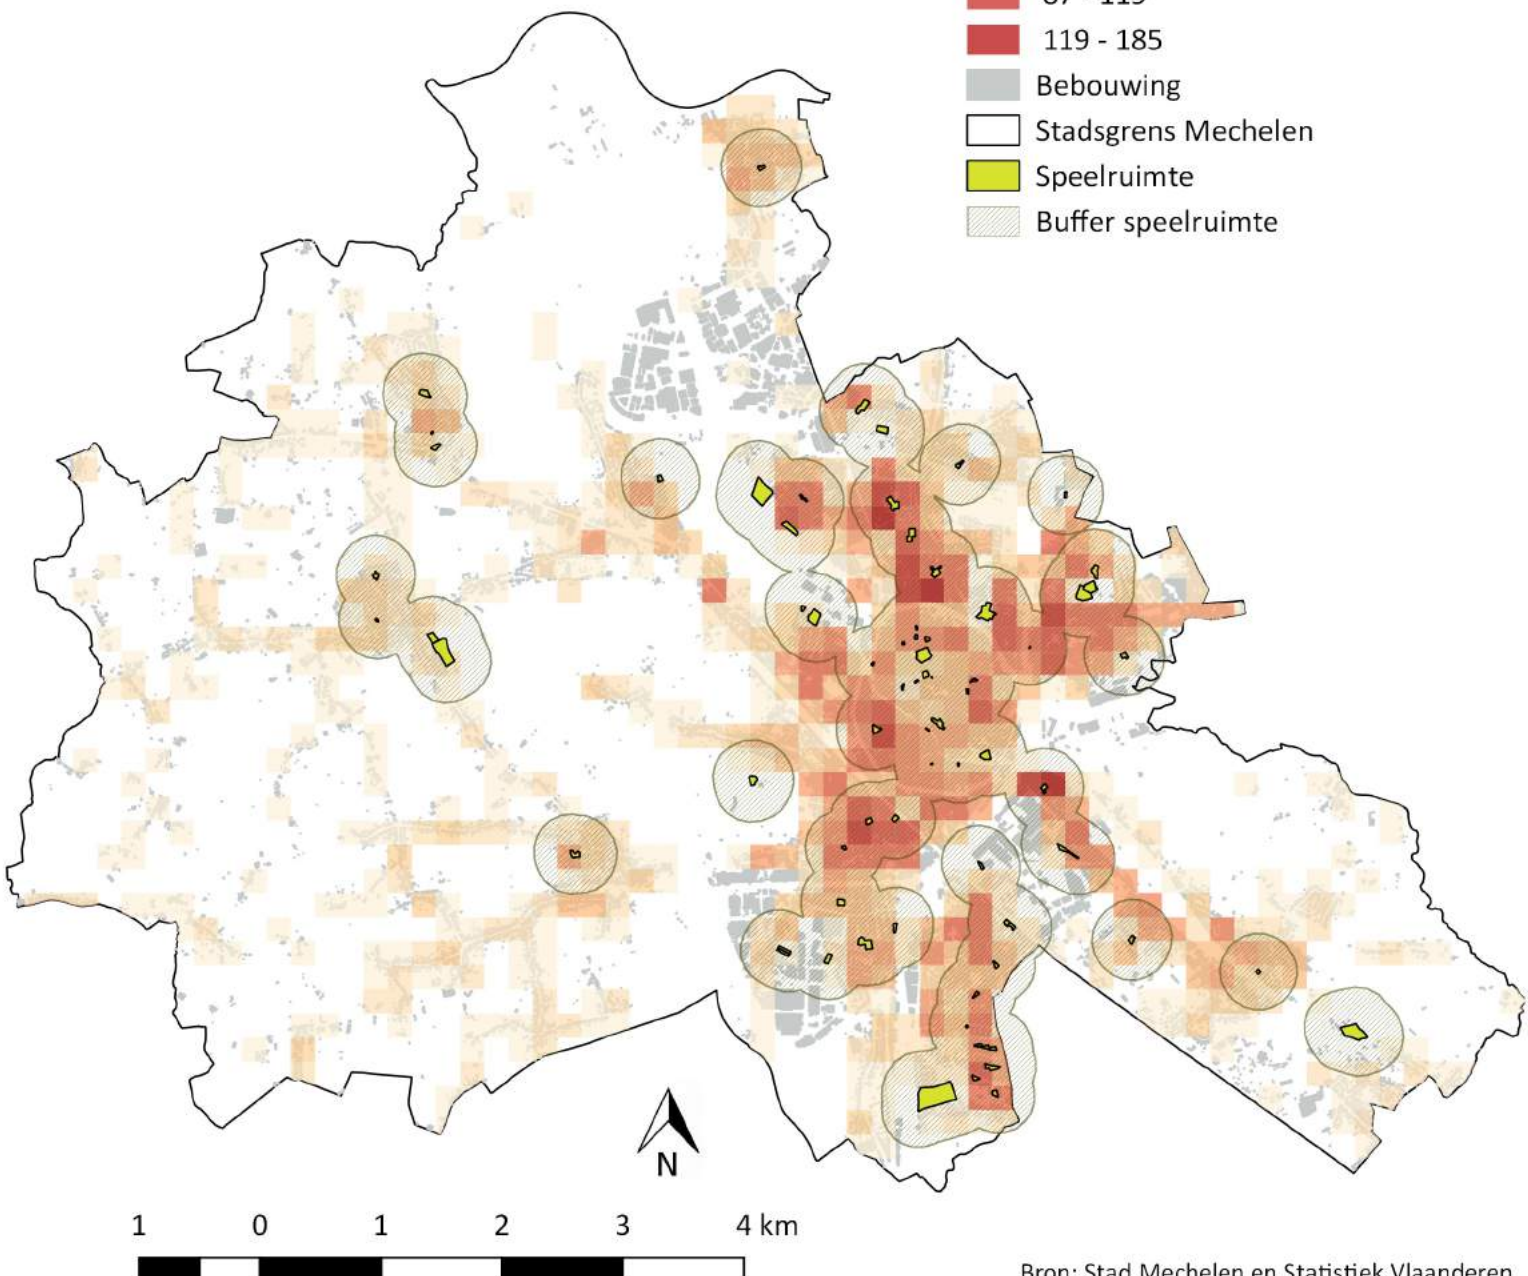 119 - 185
Bebouwing
Stadsgrens Mechelen
Speelruimte
Buffer speelruimte
N
1 0 1 2 3 4 km
Bron: Stad Mechelen en Statistiek Vlaanderen